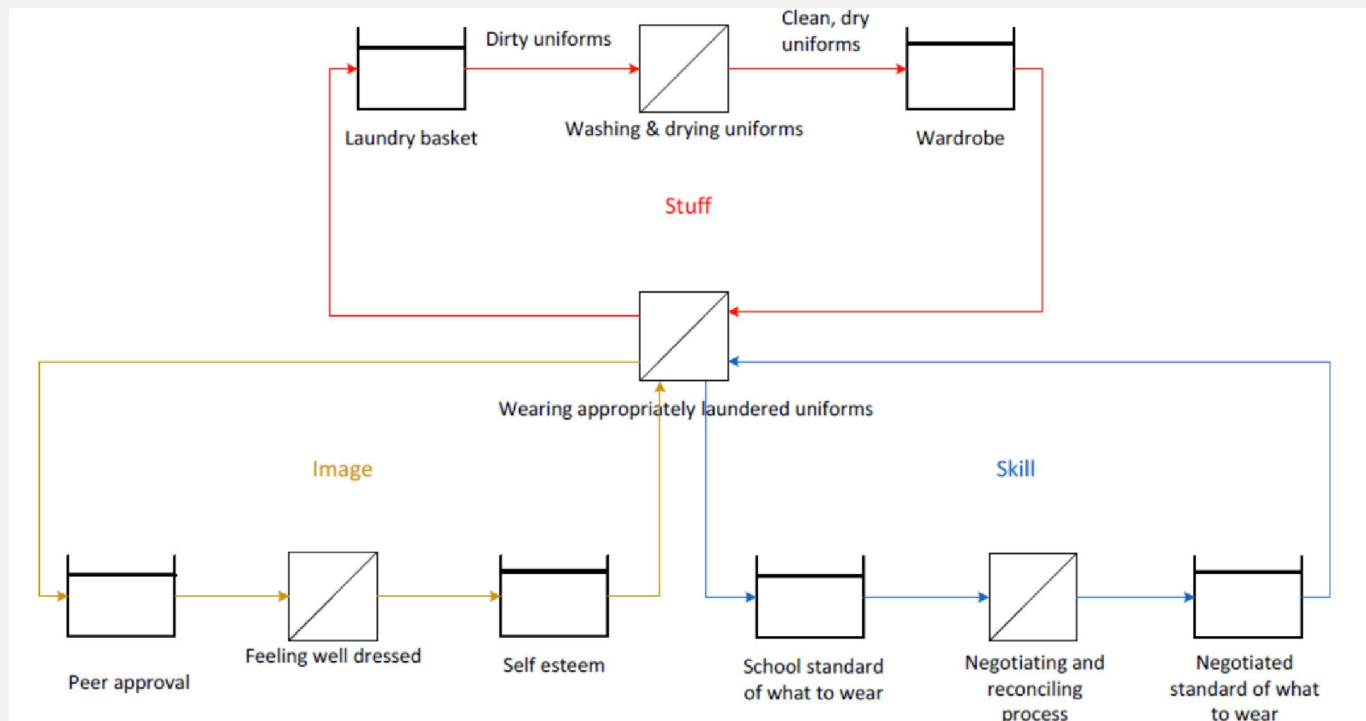 Dirty uniforms
Clean, dry
uniforms
Laundry basket
Washing & drying uniforms
Wardrobe
Stuff
Wearing appropriately laundered uniforms
Image
Skill
Peer approval
Feeling well dressed
Self esteem
School standard
of what to wear
Negotiating and
reconciling
process
Negotiated
standard of what
to wear